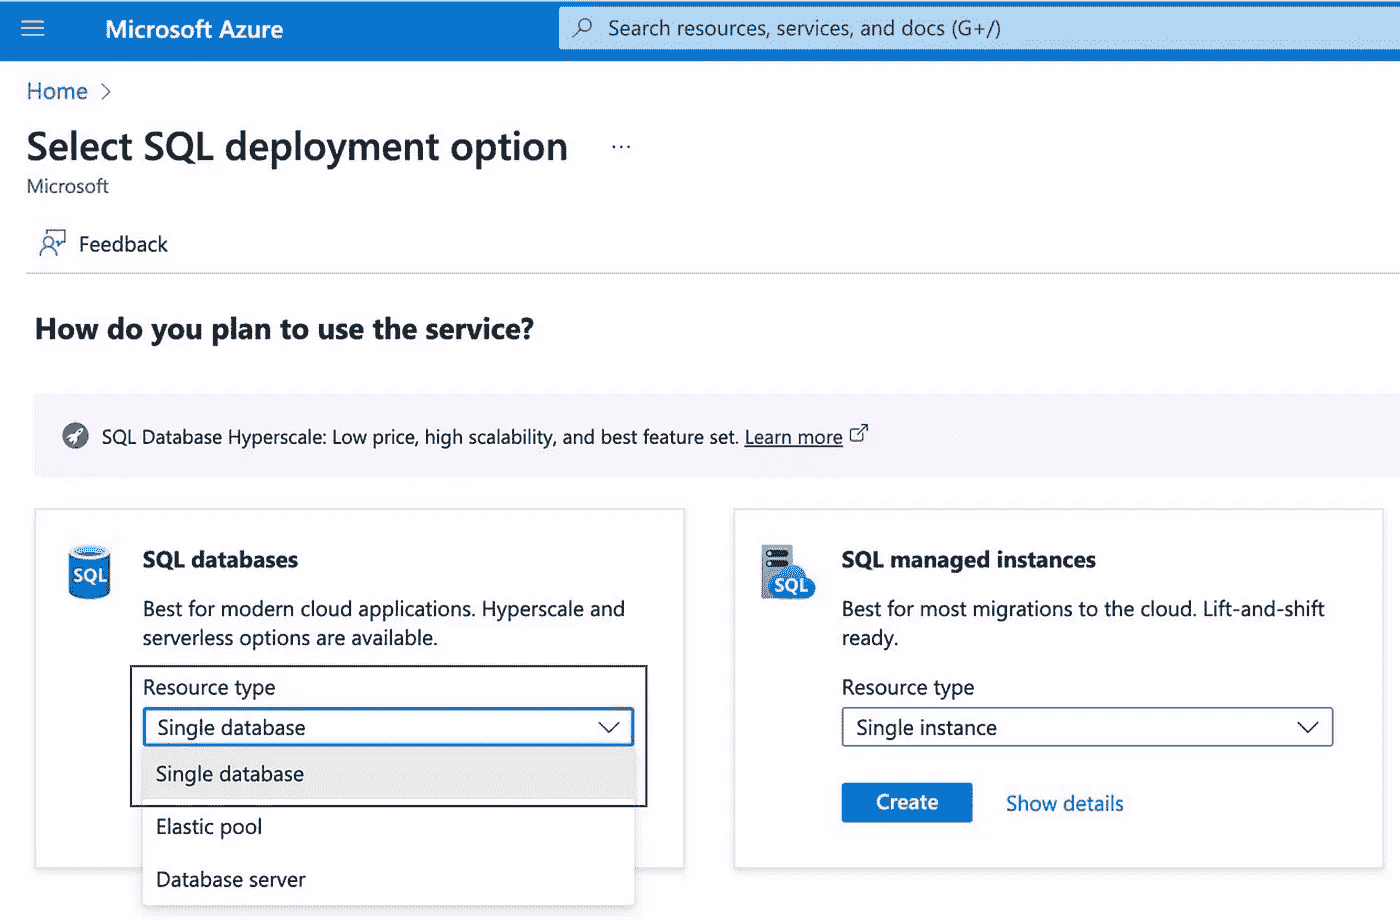 Microsoft Azure
Search resources, services, and docs (G+/)
Home >
Select SQL deployment option ...
Microsoft
Feedback
How do you plan to use the service?
SQL Database Hyperscale: Low price, high scalability, and best feature set. Learn more
SQL
SQL databases
Best for modern cloud applications. Hyperscale and
serverless options are available.
Resource type
Single database
Single database
Elastic pool
Database server
SQL
SQL managed instances
Best for most migrations to the cloud. Lift-and-shift
ready.
Resource type
Single instance
Create
Show details